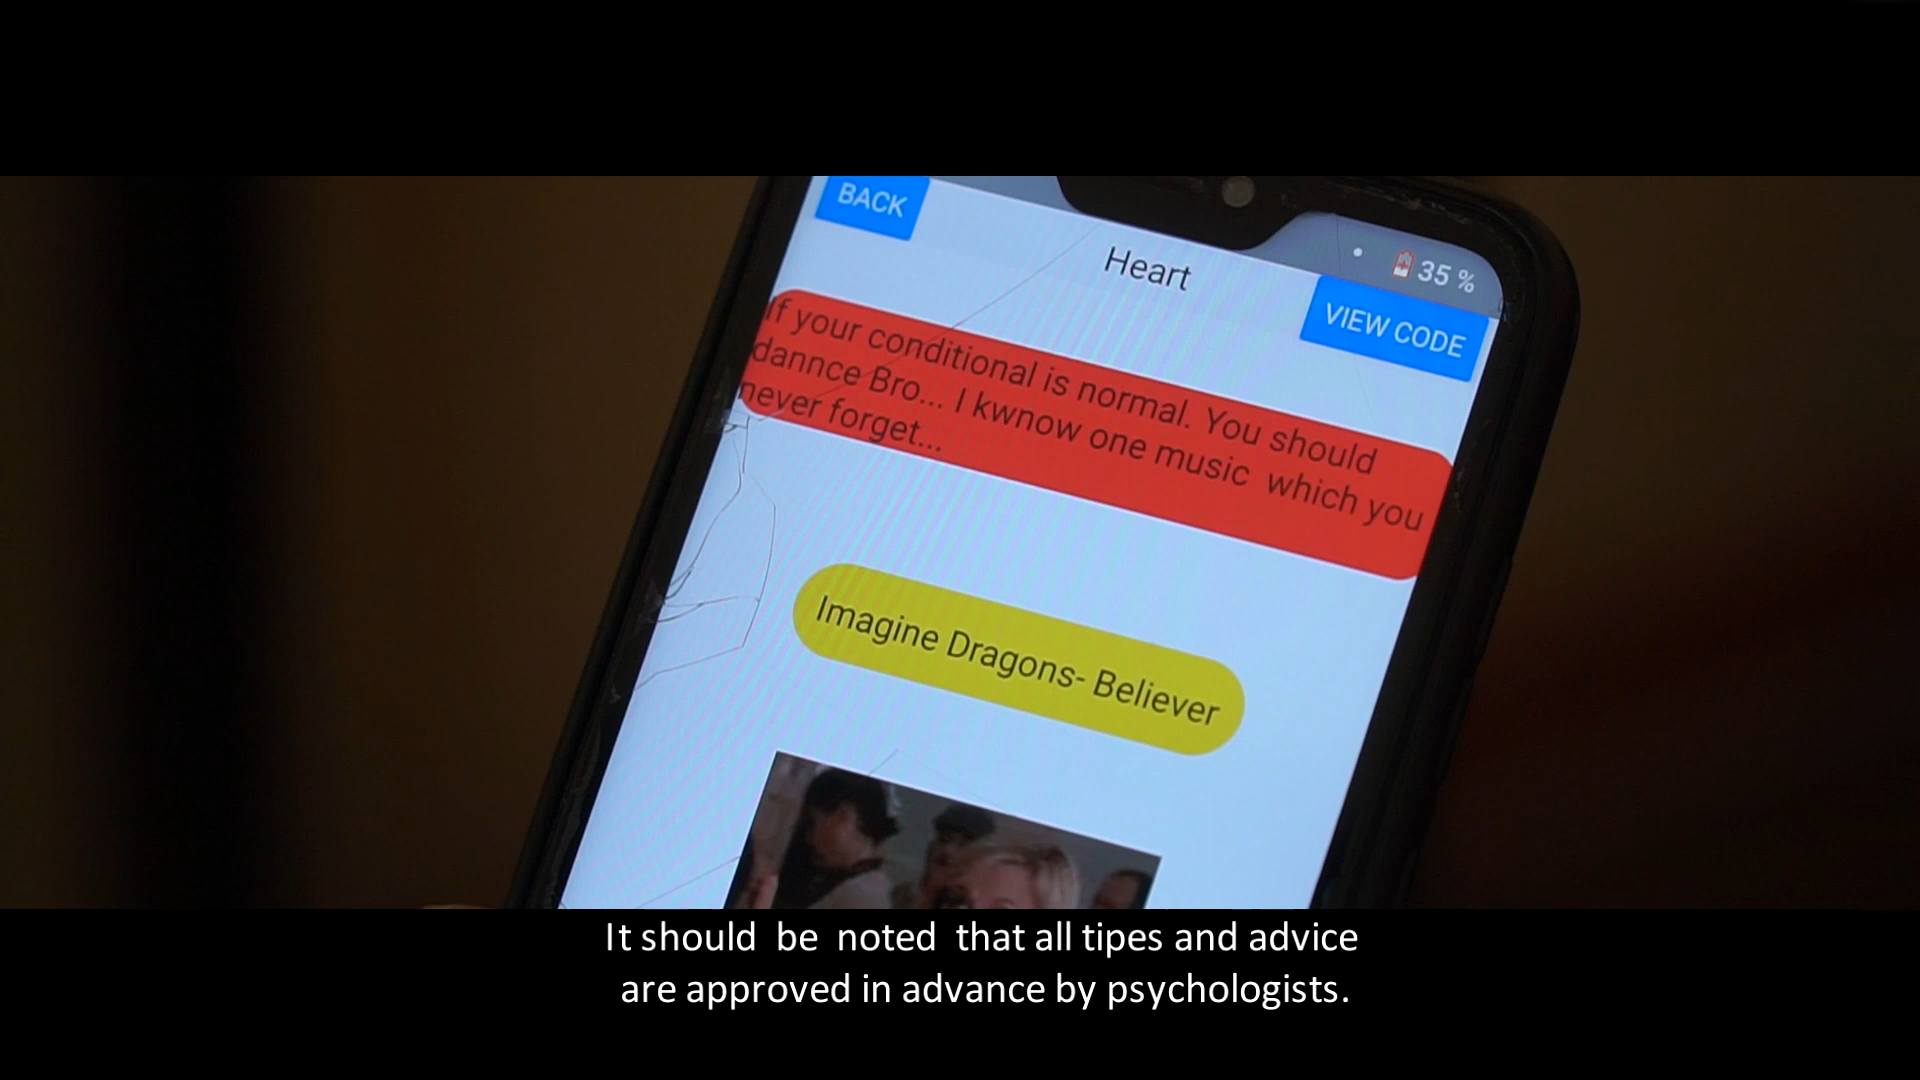 BACK
Heart
35 %
VIEW CODE
If your conditional is normal. You should
dannce Bro... I kwnow one music which you
never forget...
Imagine Dragons- Believer
It should be noted that all tipes and advice
are approved in advance by psychologists.